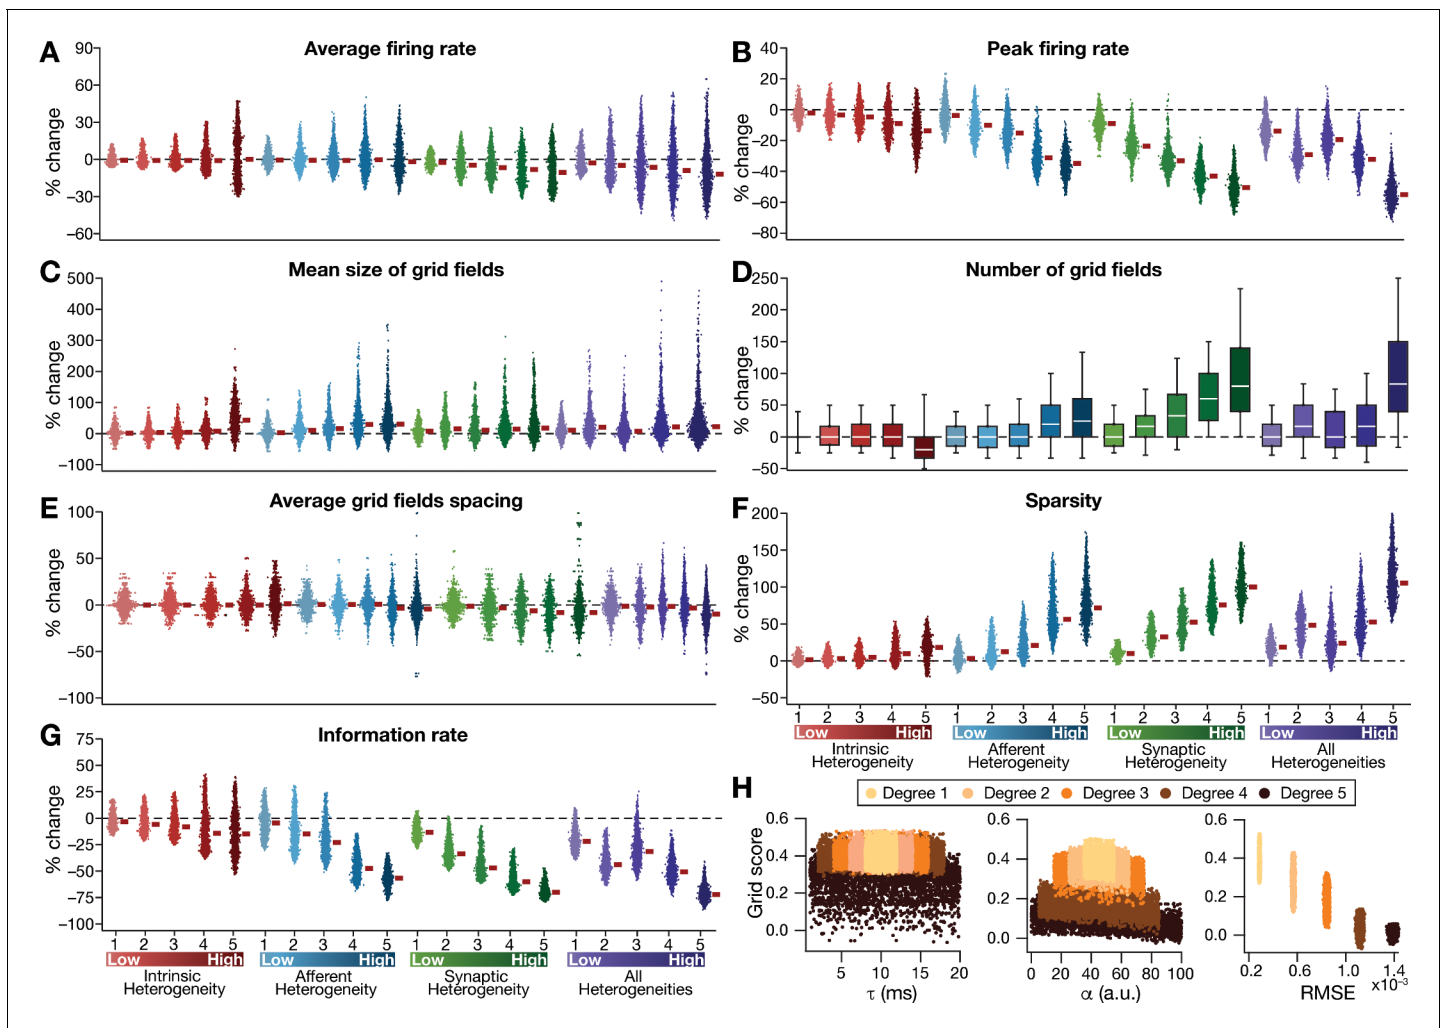 A
Average firing rate
90
60
30
0
−30
−60
% change
B
Peak firing rate
40
20
0
−20
−40
−60
−80
% change
C
Mean size of grid fields
500
400
300
200
100
0
−100
% change
D
Number of grid fields
250
200
150
100
50
0
−50
% change
E
Average grid fields spacing
100
50
0
−50
−100
% change
F
Sparsity
200
150
100
50
0
−50
% change
1 2 3 4 5 1 2 3 4 5 1 2 3 4 5 1 2 3 4 5
Low High Low High Low High Low High
Intrinsic Afferent Synaptic All
Heterogeneity Heterogeneity Heterogeneity Heterogeneities
G
Information rate
75
50
25
0
−25
−50
−75
−100
% change
1 2 3 4 5 1 2 3 4 5 1 2 3 4 5 1 2 3 4 5
Low High Low High Low High Low High
Intrinsic Afferent Synaptic All
Heterogeneity Heterogeneity Heterogeneity Heterogeneities
H
Degree 1 Degree 2 Degree 3 Degree 4 Degree 5
Grid score
0.6
0.4
0.2
0.0
5 10 15 20
τ (ms)
0.6
0.4
0.2
0.0
0 20 40 60 80 100
α (a.u.)
0.6
0.4
0.2
0.0
0.2 0.6 1.0 1.4
x10⁻³
RMSE